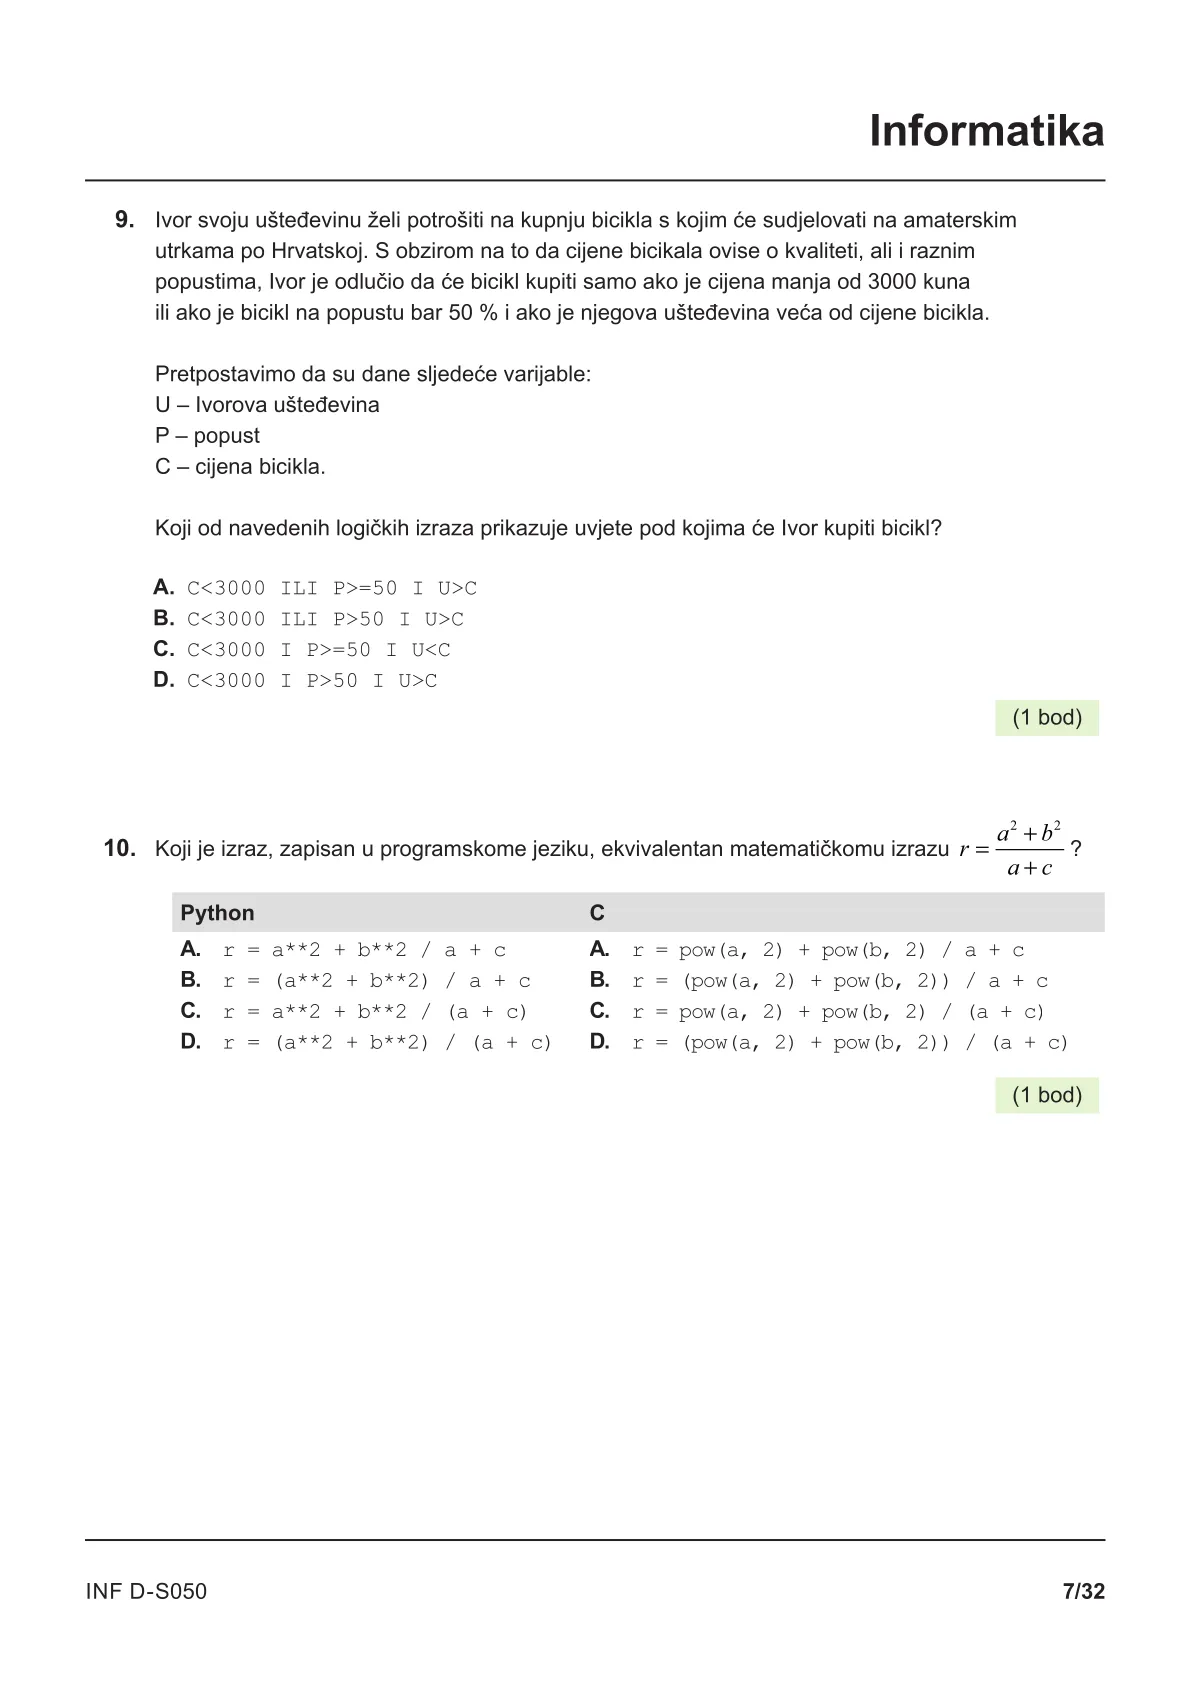 Informatika
9. Ivor svoju ušteđevinu želi potrošiti na kupnju bicikla s kojim će sudjelovati na amaterskim
utrkama po Hrvatskoj. S obzirom na to da cijene bicikala ovise o kvaliteti, ali i raznim
popustima, Ivor je odlučio da će bicikl kupiti samo ako je cijena manja od 3000 kuna
ili ako je bicikl na popustu bar 50 % i ako je njegova ušteđevina veća od cijene bicikla.
Pretpostavimo da su dane sljedeće varijable:
U – Ivorova ušteđevina
P – popust
C – cijena bicikla.
Koji od navedenih logičkih izraza prikazuje uvjete pod kojima će Ivor kupiti bicikl?
A. C<3000 ILI P>=50 I U>C
B. C<3000 ILI P>50 I U>C
C. C<3000 I P>=50 I U<C
D. C<3000 I P>50 I U>C
(1 bod)
10. Koji je izraz, zapisan u programskome jeziku, ekvivalentan matematičkomu izrazu r = (a² + b²) / (a + c) ?
Python C
A. r = a**2 + b**2 / a + c A. r = pow(a, 2) + pow(b, 2) / a + c
B. r = (a**2 + b**2) / a + c B. r = (pow(a, 2) + pow(b, 2)) / a + c
C. r = a**2 + b**2 / (a + c) C. r = pow(a, 2) + pow(b, 2) / (a + c)
D. r = (a**2 + b**2) / (a + c) D. r = (pow(a, 2) + pow(b, 2)) / (a + c)
(1 bod)
INF D-S050 7/32